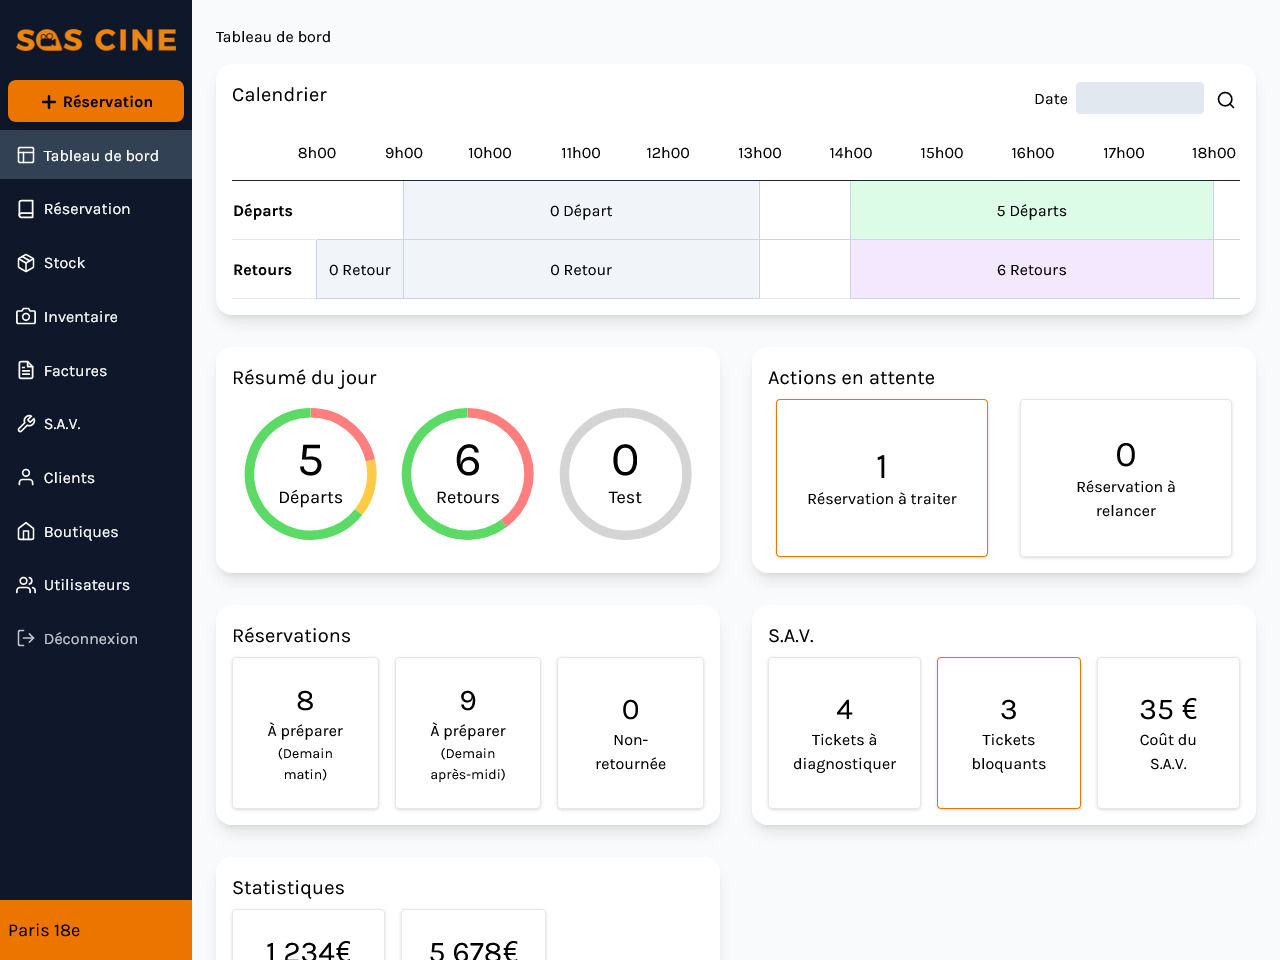 SOS CINE
Réservation
Tableau de bord
Réservation
Stock
Inventaire
Factures
S.A.V.
Clients
Boutiques
Utilisateurs
Déconnexion
Paris 18e
Tableau de bord
Calendrier
Date
8h00 9h00 10h00 11h00 12h00 13h00 14h00 15h00 16h00 17h00 18h00
Départs 0 Départ 5 Départs
Retours 0 Retour 0 Retour 6 Retours
Résumé du jour
5
Départs
6
Retours
0
Test
Actions en attente
1
Réservation à traiter
0
Réservation à
relancer
Réservations
8
À préparer
(Demain
matin)
9
À préparer
(Demain
après-midi)
0
Non-
retournée
S.A.V.
4
Tickets à
diagnostiquer
3
Tickets
bloquants
35 €
Coût du
S.A.V.
Statistiques
1 234€
5 678€